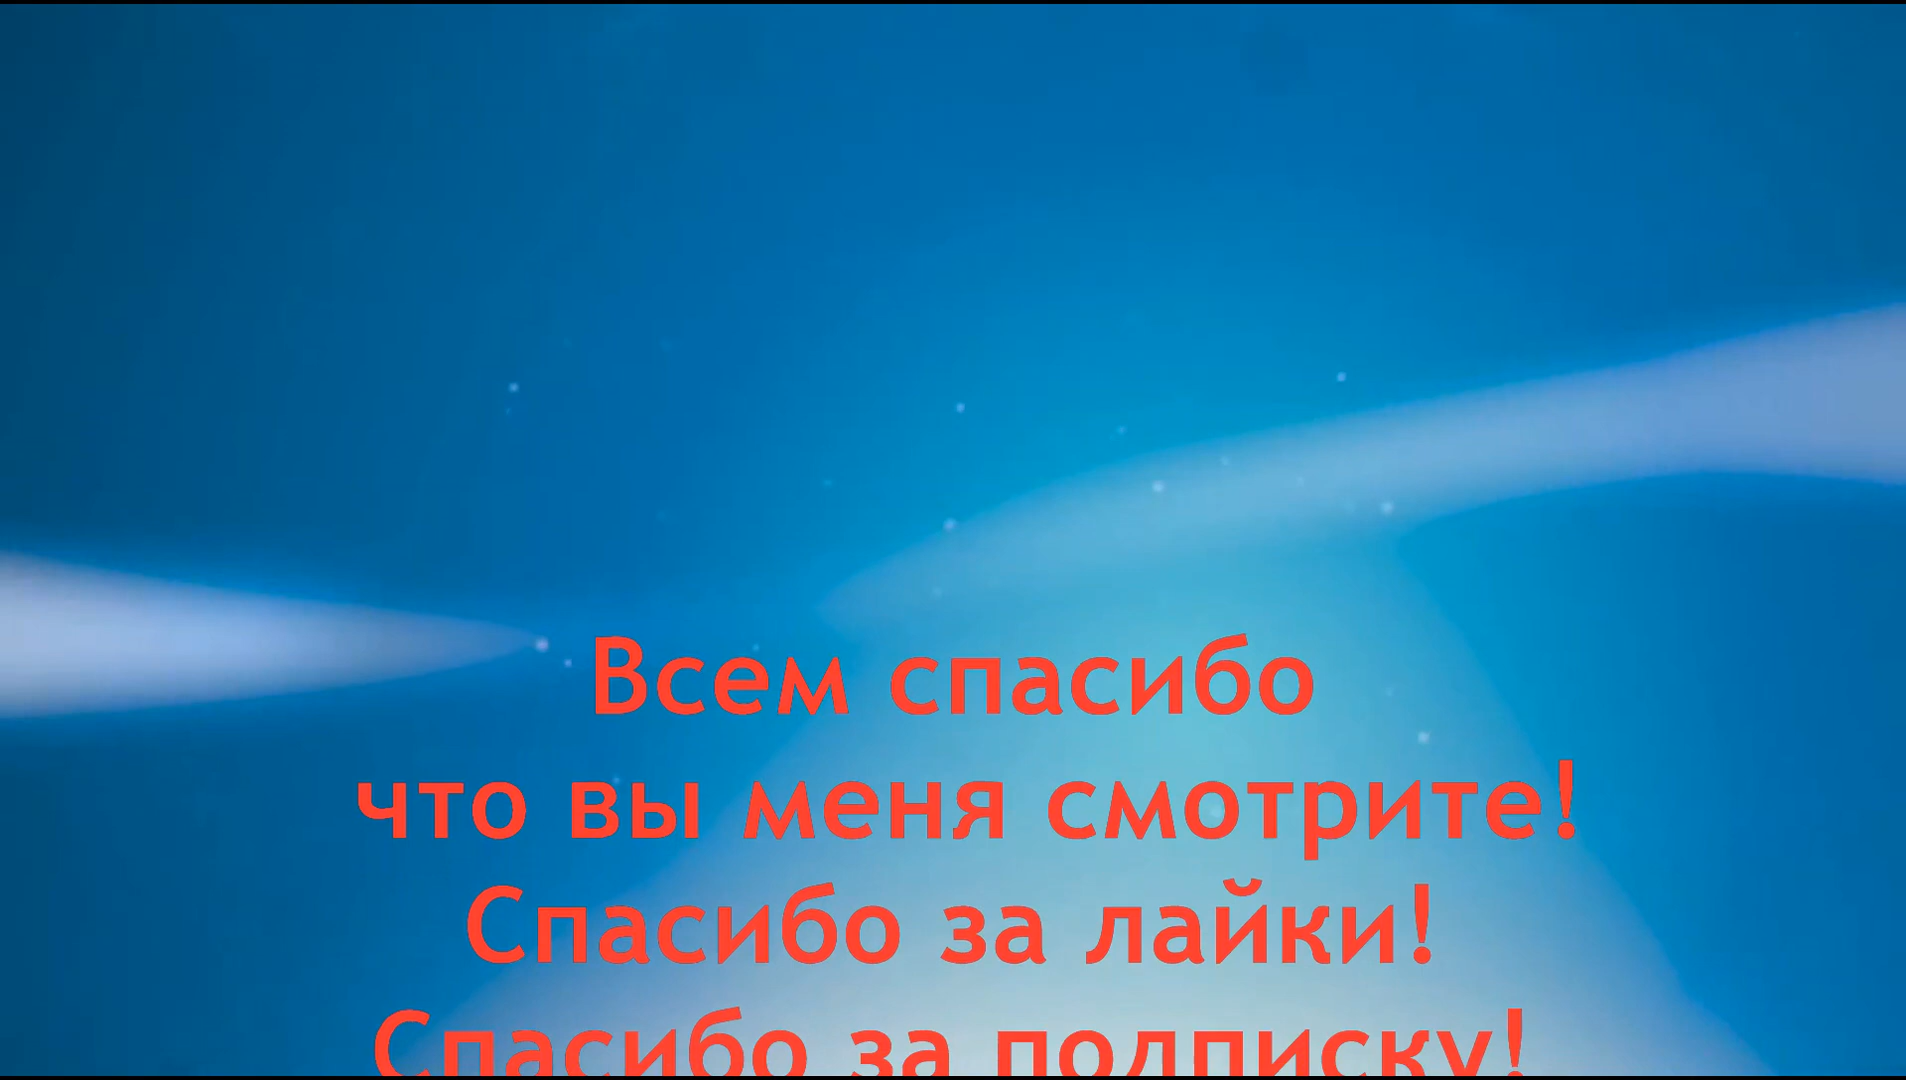 Всем спасибо
что вы меня смотрите!
Спасибо за лайки!
Спасибо за подписку!